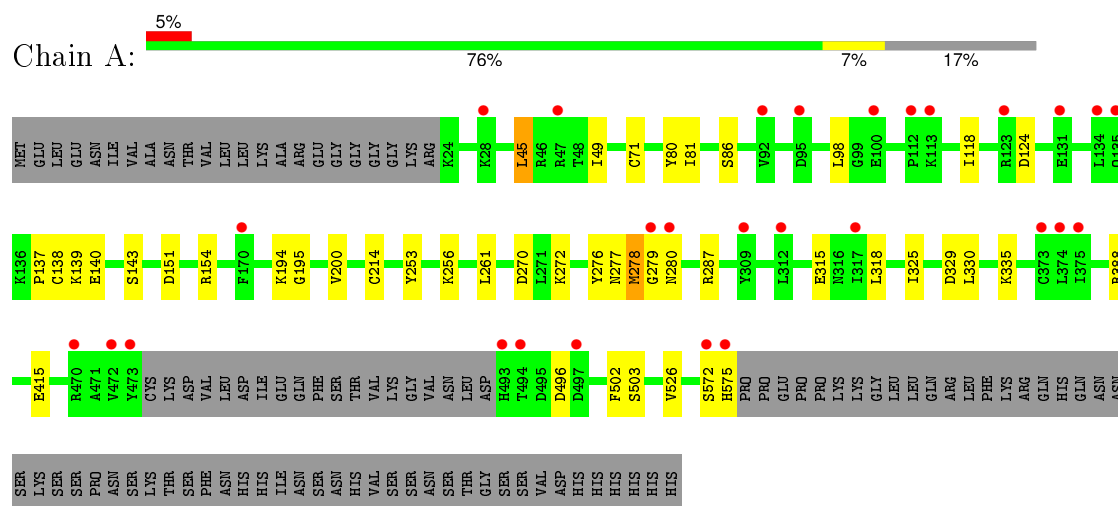 5%
Chain A:
76% 7% 17%
MET GLU LEU GLU ASN ILE VAL ALA ASN THR VAL LEU LEU LYS ALA ARG GLU GLY GLY GLY GLY LYS ARG K24 K28 L45 R46 R47 T48 I49 C71 Y80 I81 S86 V92 D95 L98 G99 E100 P112 K113 I118 R123 D124 E131 L134 Q135
K136 P137 C138 K139 E140 S143 D151 R154 F170 K194 G195 V200 C214 Y253 K256 L261 D270 L271 K272 Y276 N277 M278 G279 N280 R287 Y309 L312 E315 N316 I317 L318 I325 D329 L330 K335 C373 L374 I375 R388
E415 R470 A471 V472 Y473 CYS LYS ASP VAL LEU ASP ILE GLU GLN PHE SER THR VAL LYS GLY VAL ASN LEU ASP H493 T494 D495 D496 D497 F502 S503 V526 S572 H575 PRO PRO GLU PRO PRO LYS LYS GLY LEU LEU GLN ARG LEU PHE LYS ARG GLN HIS GLN ASN ASN
SER LYS SER SER PRO ASN SER LYS THR SER PHE ASN HIS HIS ILE ASN SER ASN HIS VAL SER SER ASN SER THR GLY SER SER VAL ASP HIS HIS HIS HIS HIS HIS